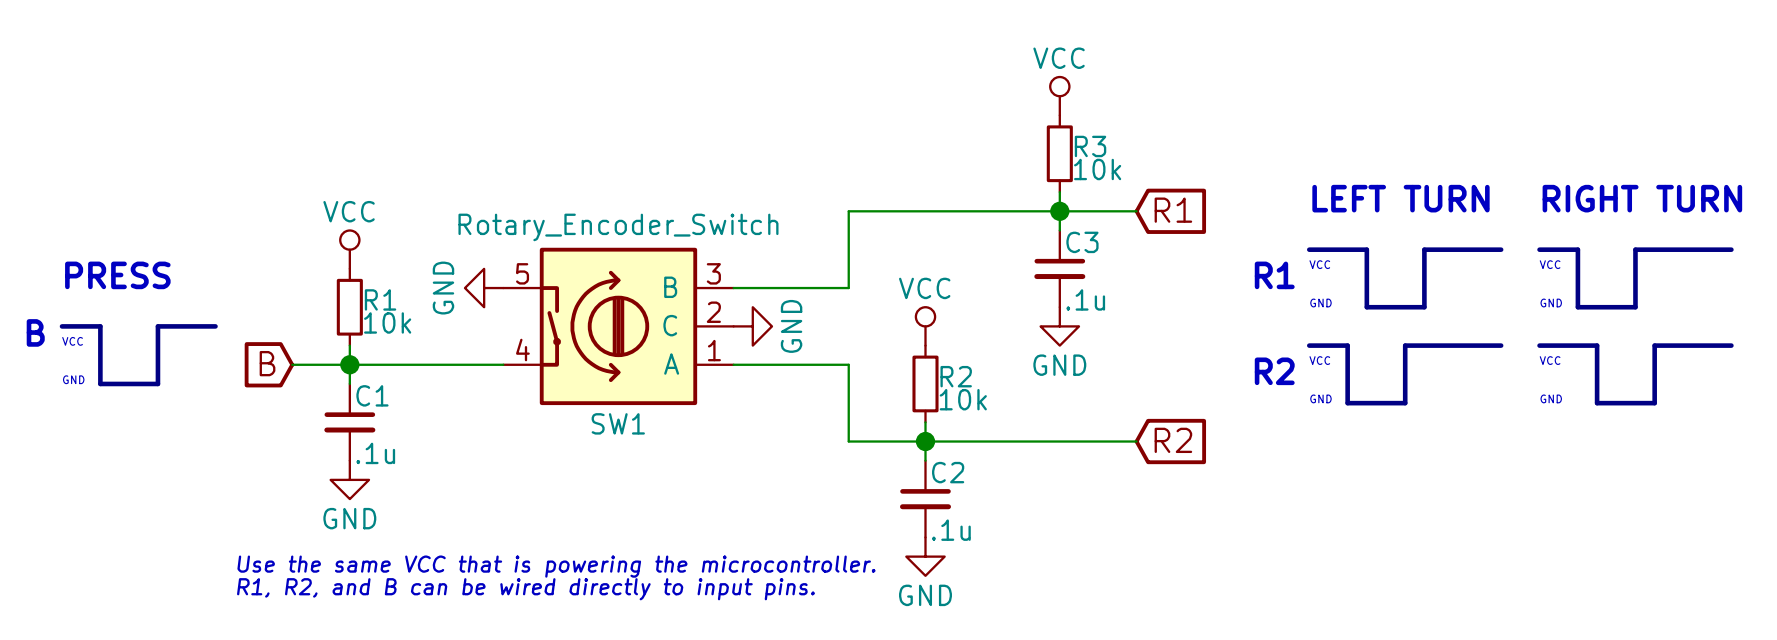 VCC
R3
10k
R1
C3
.1u
GND
VCC
R1
10k
B
C1
.1u
GND
Rotary_Encoder_Switch
GND
5
4
B
C
A
3
2
1
GND
SW1
VCC
R2
10k
R2
C2
.1u
GND
PRESS
B
VCC
GND
LEFT TURN
RIGHT TURN
R1
VCC
GND
VCC
GND
R2
VCC
GND
VCC
GND
Use the same VCC that is powering the microcontroller.
R1, R2, and B can be wired directly to input pins.